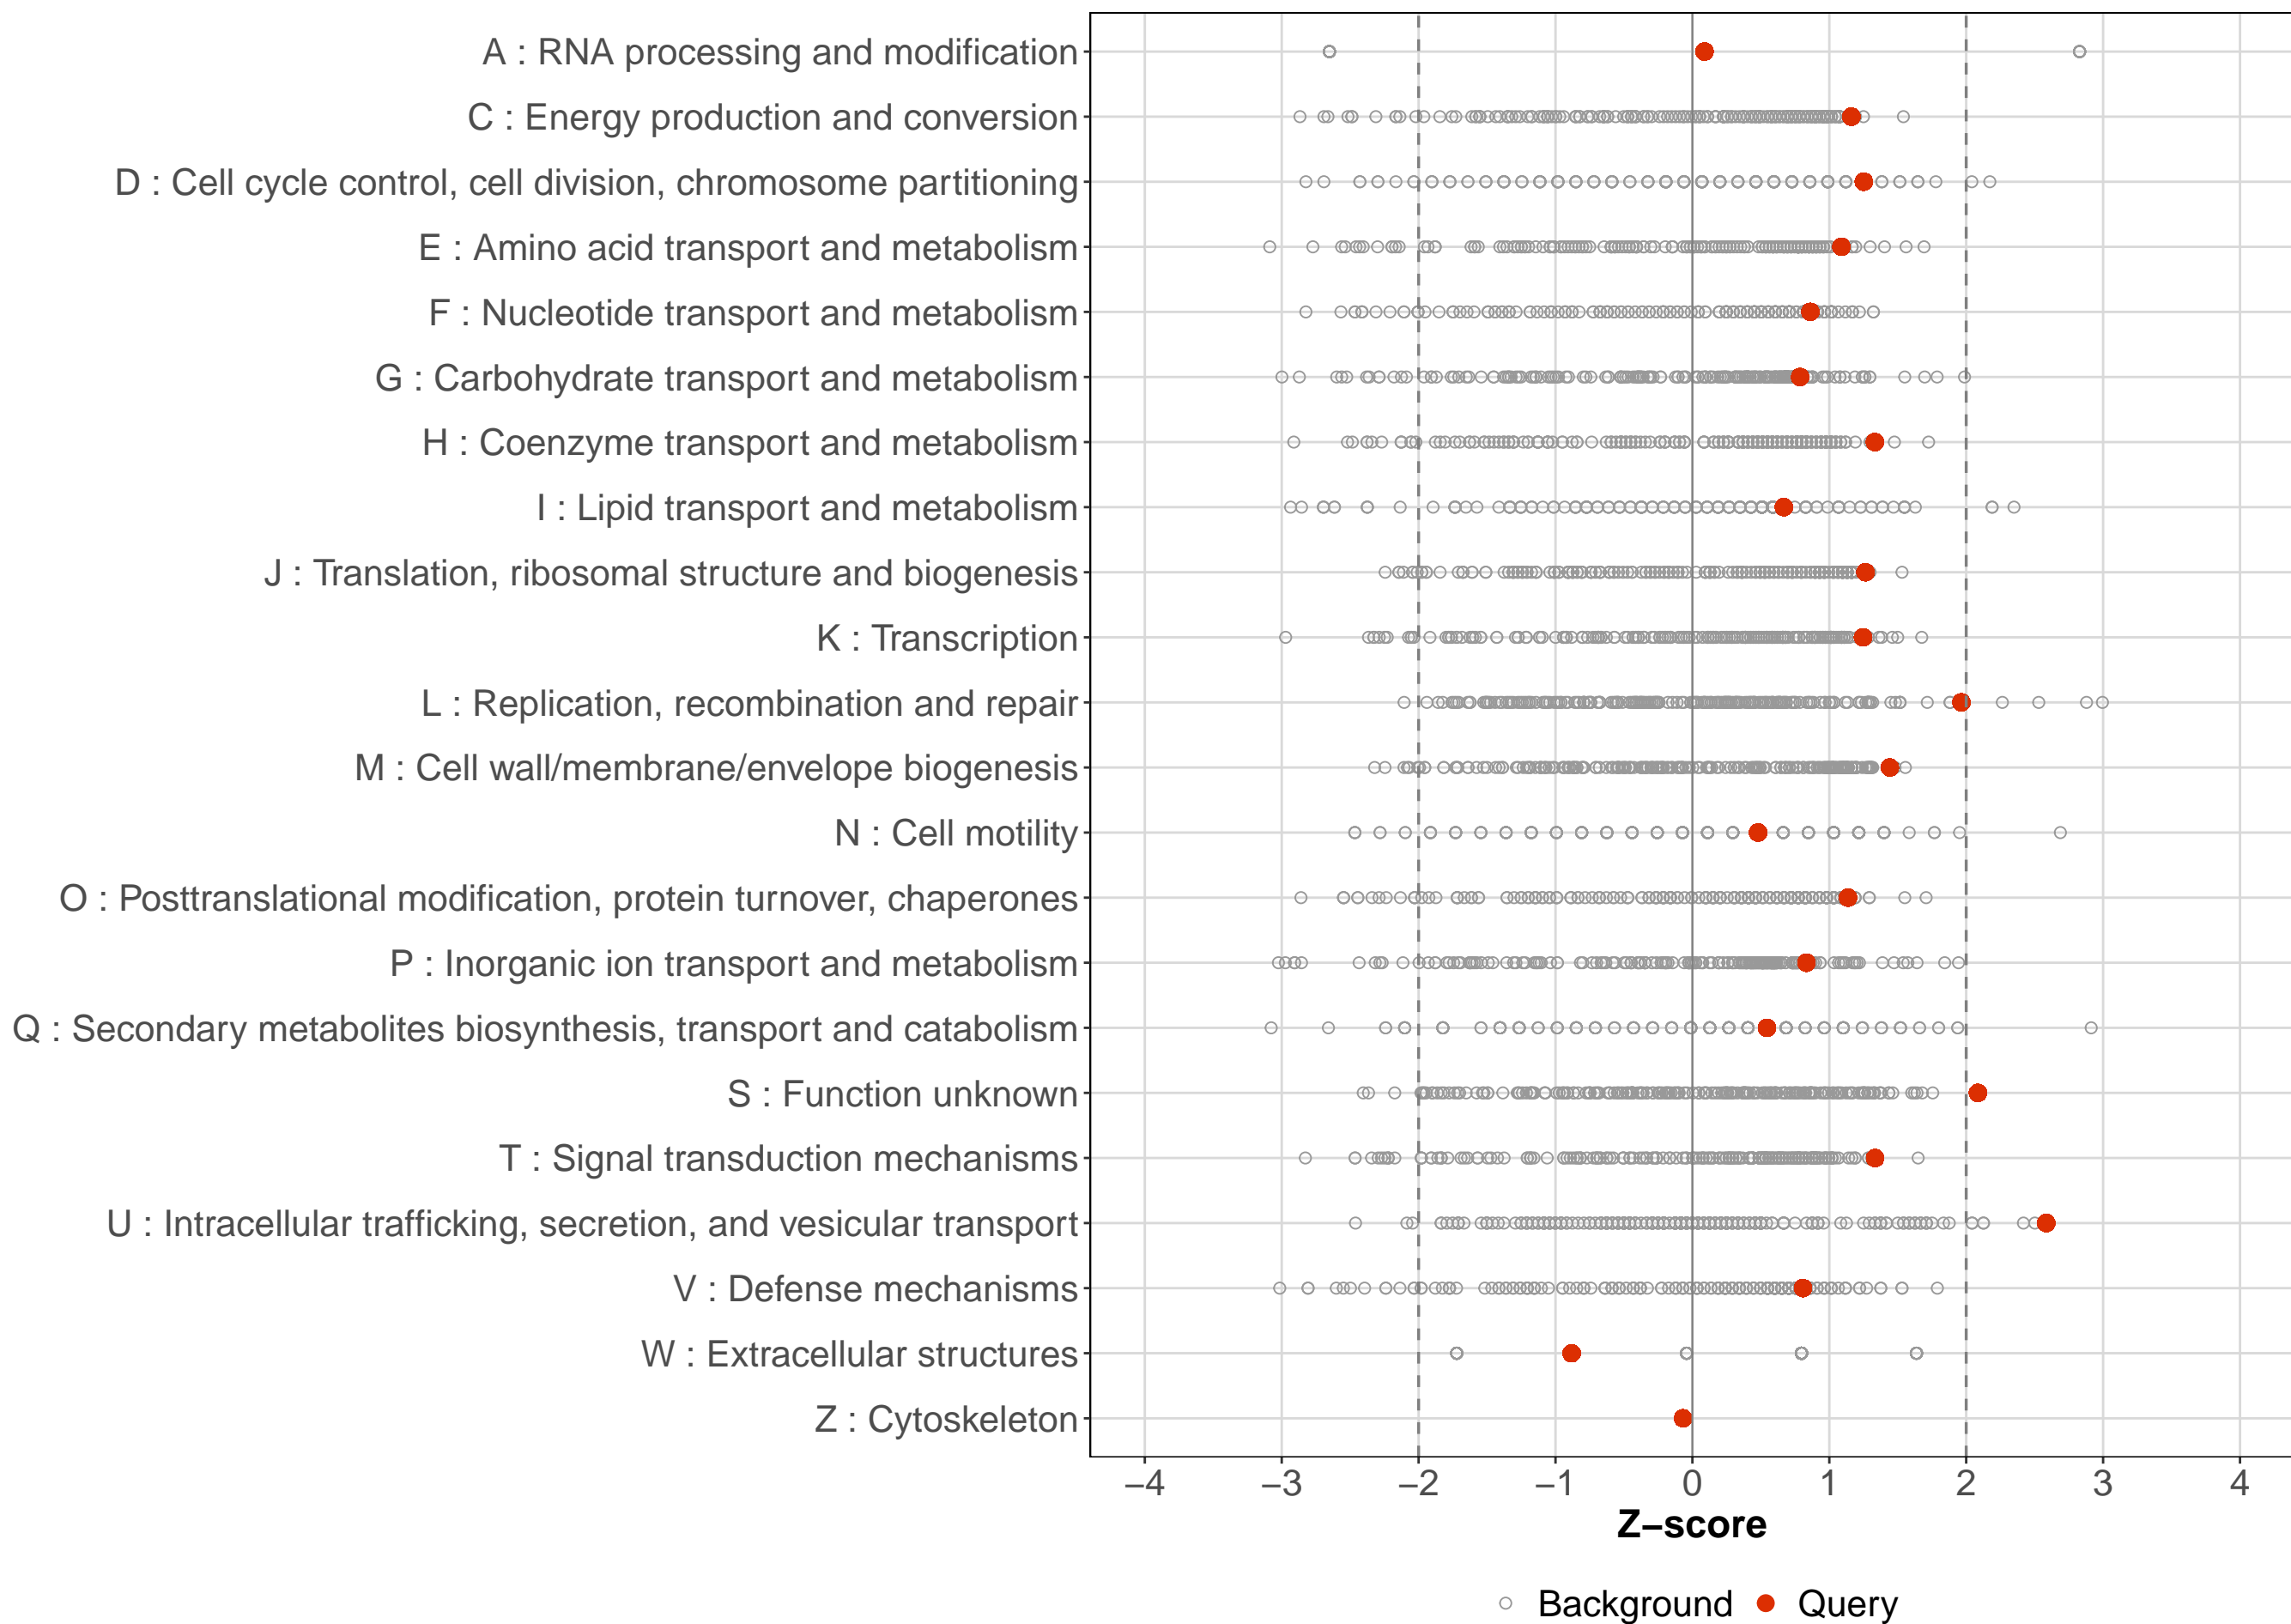 A : RNA processing and modification
C : Energy production and conversion
D : Cell cycle control, cell division, chromosome partitioning
E : Amino acid transport and metabolism
F : Nucleotide transport and metabolism
G : Carbohydrate transport and metabolism
H : Coenzyme transport and metabolism
I : Lipid transport and metabolism
J : Translation, ribosomal structure and biogenesis
K : Transcription
L : Replication, recombination and repair
M : Cell wall/membrane/envelope biogenesis
N : Cell motility
O : Posttranslational modification, protein turnover, chaperones
P : Inorganic ion transport and metabolism
Q : Secondary metabolites biosynthesis, transport and catabolism
S : Function unknown
T : Signal transduction mechanisms
U : Intracellular trafficking, secretion, and vesicular transport
V : Defense mechanisms
W : Extracellular structures
Z : Cytoskeleton
−4 −3 −2 −1 0 1 2 3 4
Z−score
Background Query